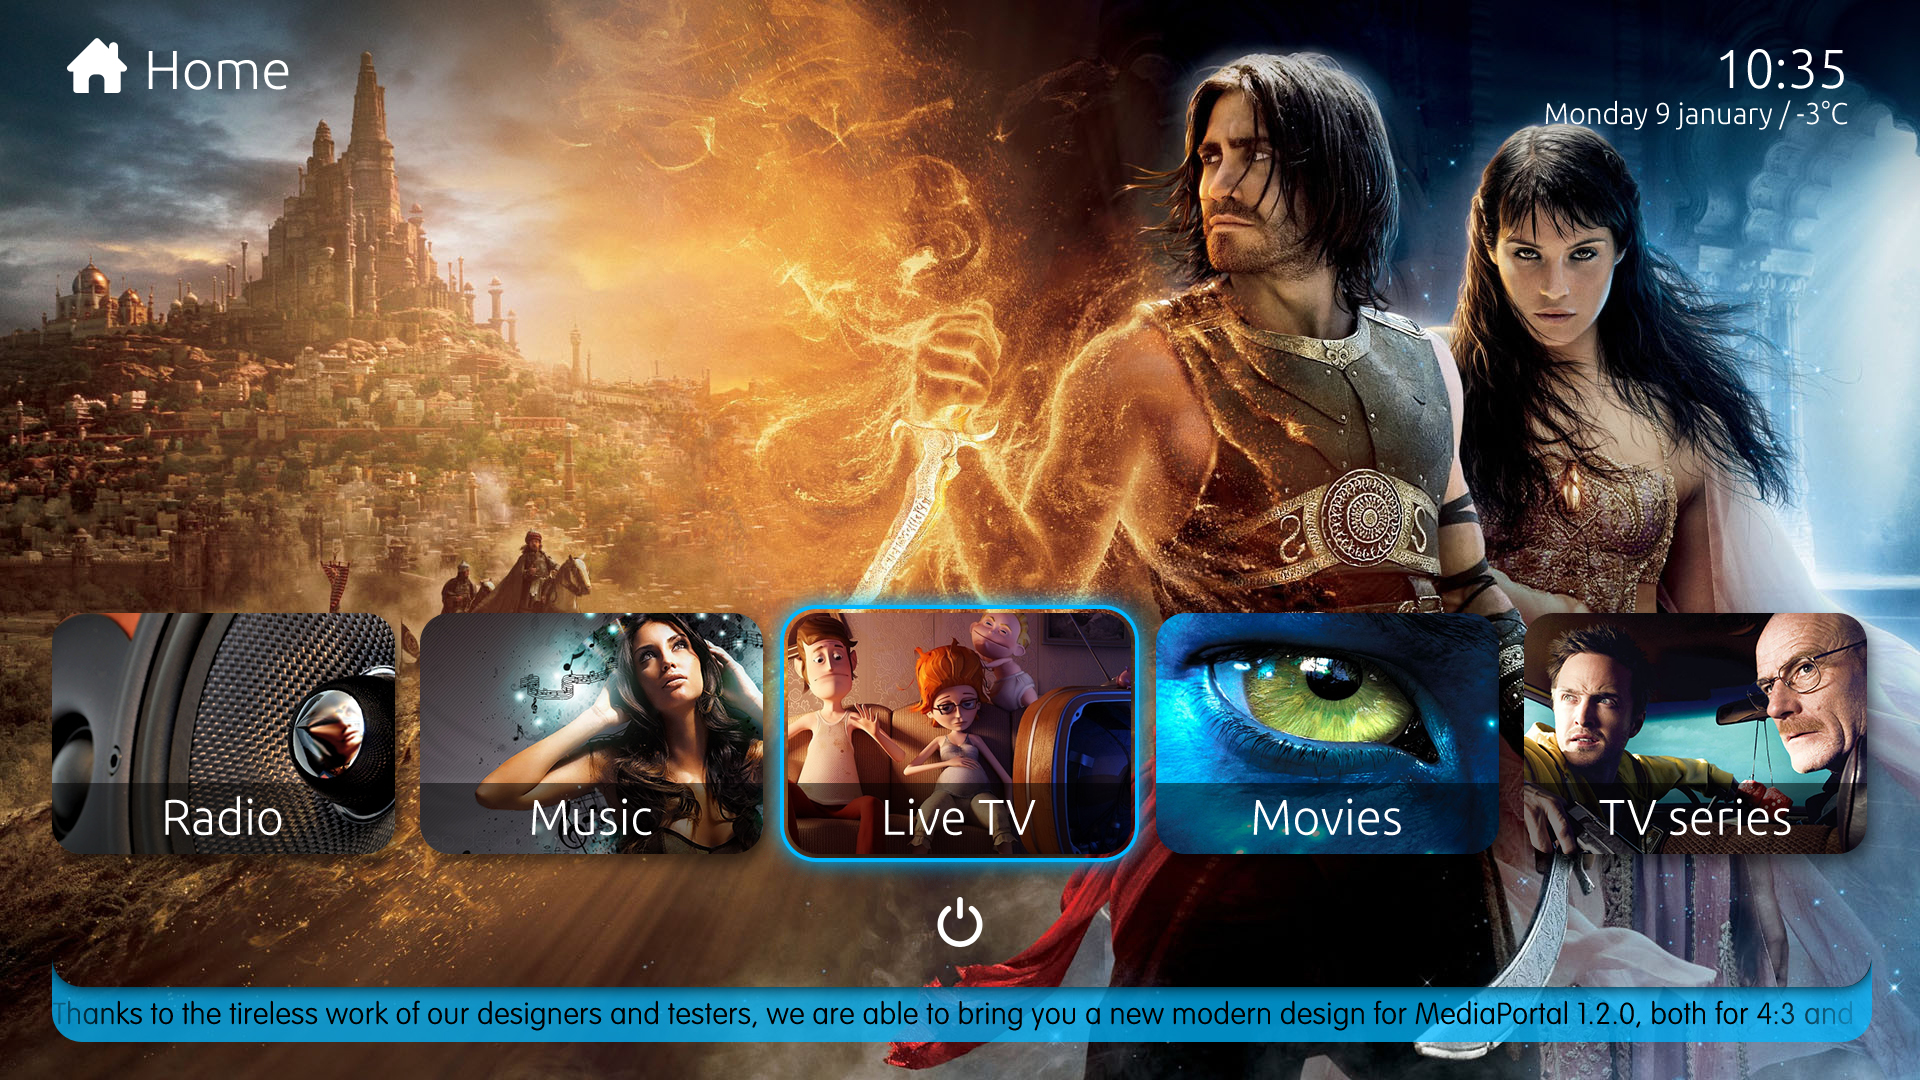 Home
10:35
Monday 9 january / -3°C
Radio
Music
Live TV
Movies
TV series
Thanks to the tireless work of our designers and testers, we are able to bring you a new modern design for MediaPortal 1.2.0, both for 4:3 and